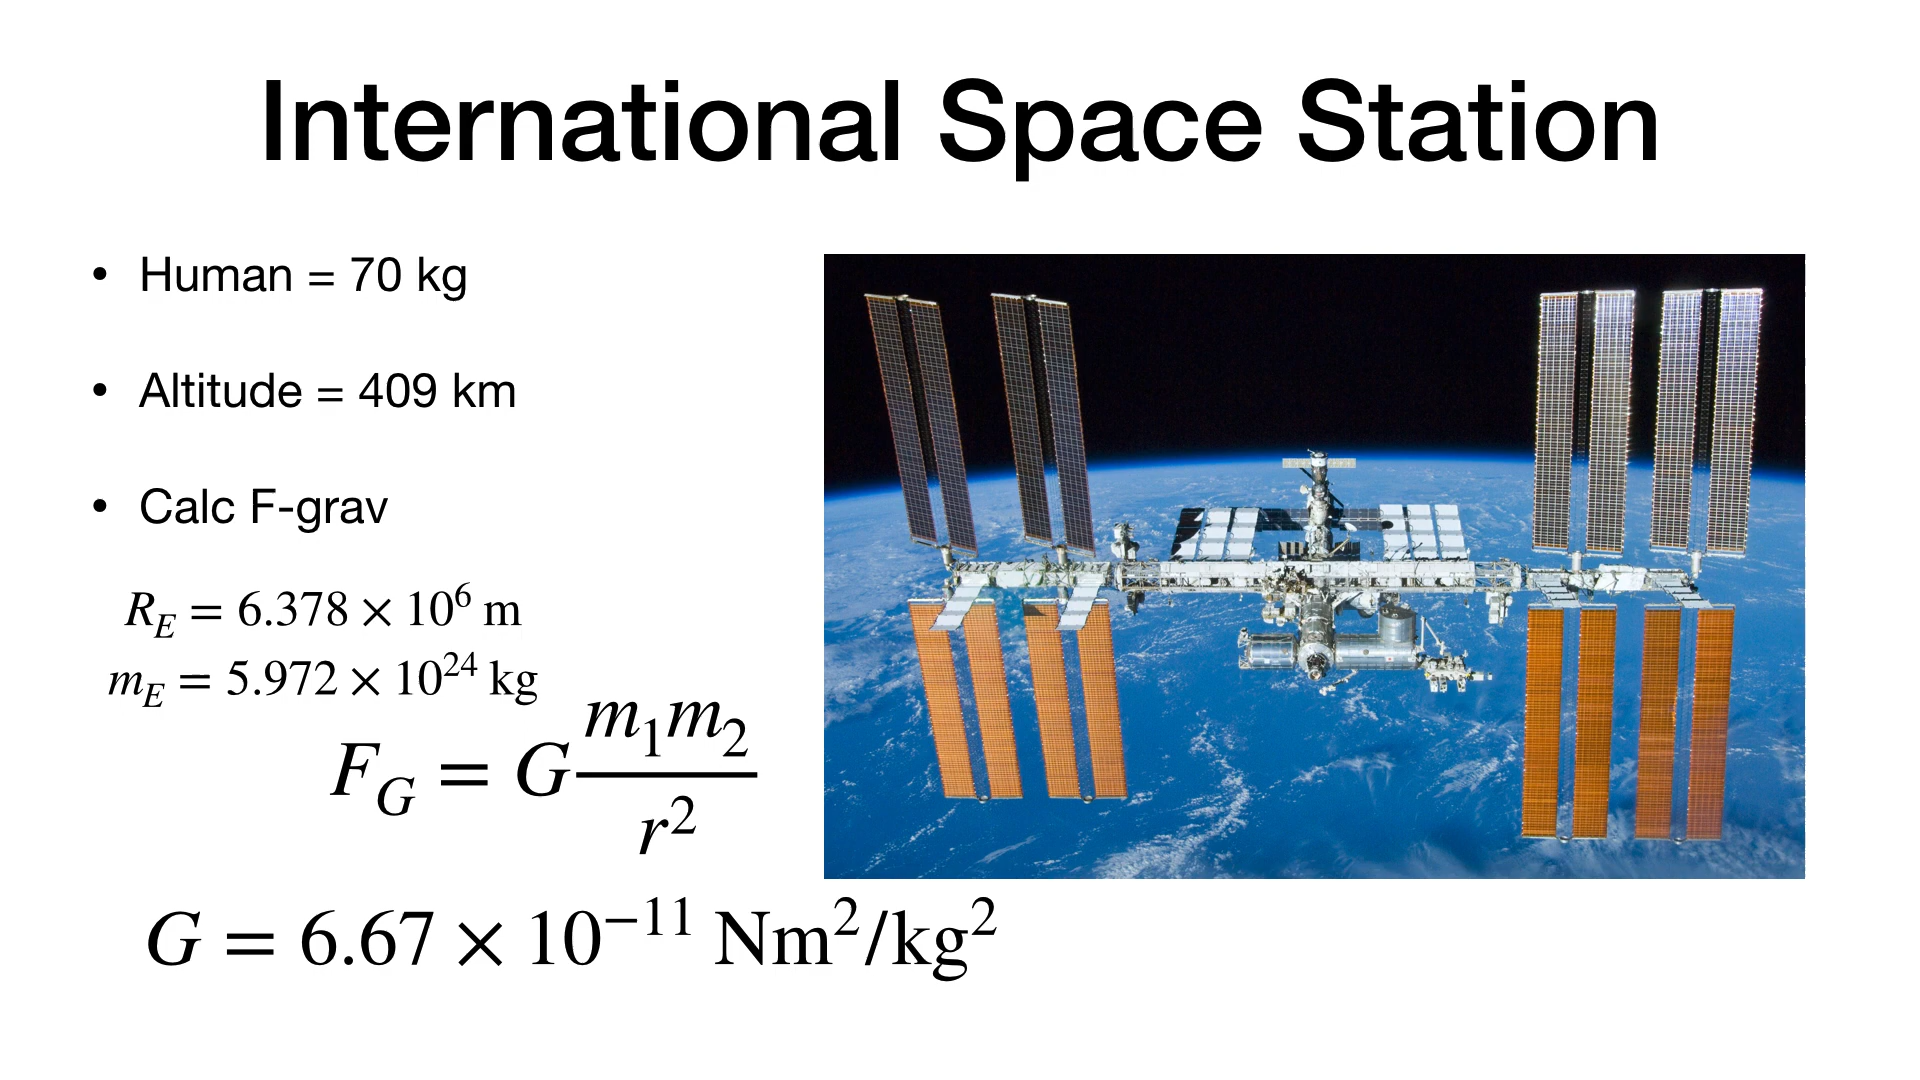 International Space Station
• Human = 70 kg
• Altitude = 409 km
• Calc F-grav
R_E = 6.378 × 10^6 m
m_E = 5.972 × 10^24 kg
F_G = G m_1m_2 / r^2
G = 6.67 × 10^−11 Nm^2/kg^2